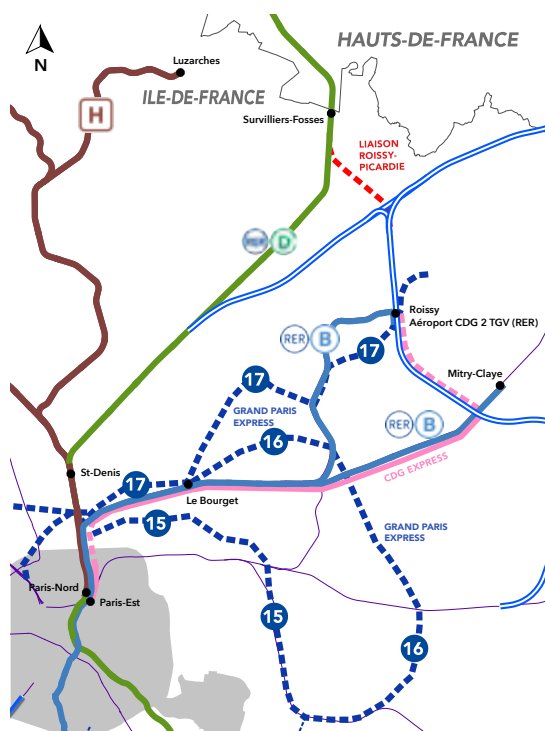 HAUTS-DE-FRANCE
N
Luzarches
ILE-DE-FRANCE
H
Survilliers-Fosses
LIAISON
ROISSY-
PICARDIE
RER D
Roissy
Aéroport CDG 2 TGV (RER)
RER B
17
Mitry-Claye
17
GRAND PARIS
EXPRESS
16
RER B
CDG EXPRESS
St-Denis
17
Le Bourget
15
GRAND PARIS
EXPRESS
Paris-Nord
Paris-Est
15
16